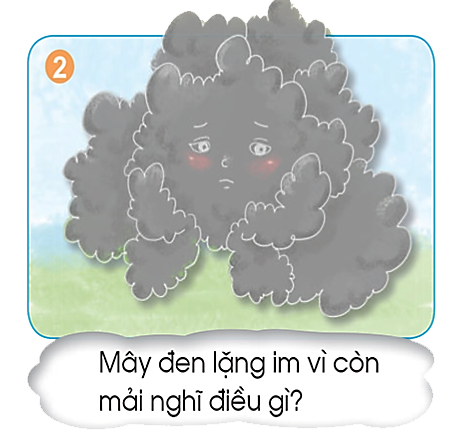 2
Mây đen lặng im vì còn
mải nghĩ điều gì?